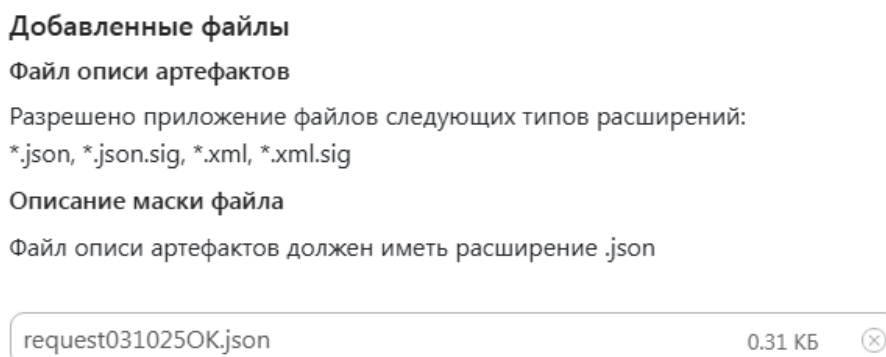 Добавленные файлы
Файл описи артефактов
Разрешено приложение файлов следующих типов расширений:
*.json, *.json.sig, *.xml, *.xml.sig
Описание маски файла
Файл описи артефактов должен иметь расширение .json
request031025OK.json 0.31 КБ